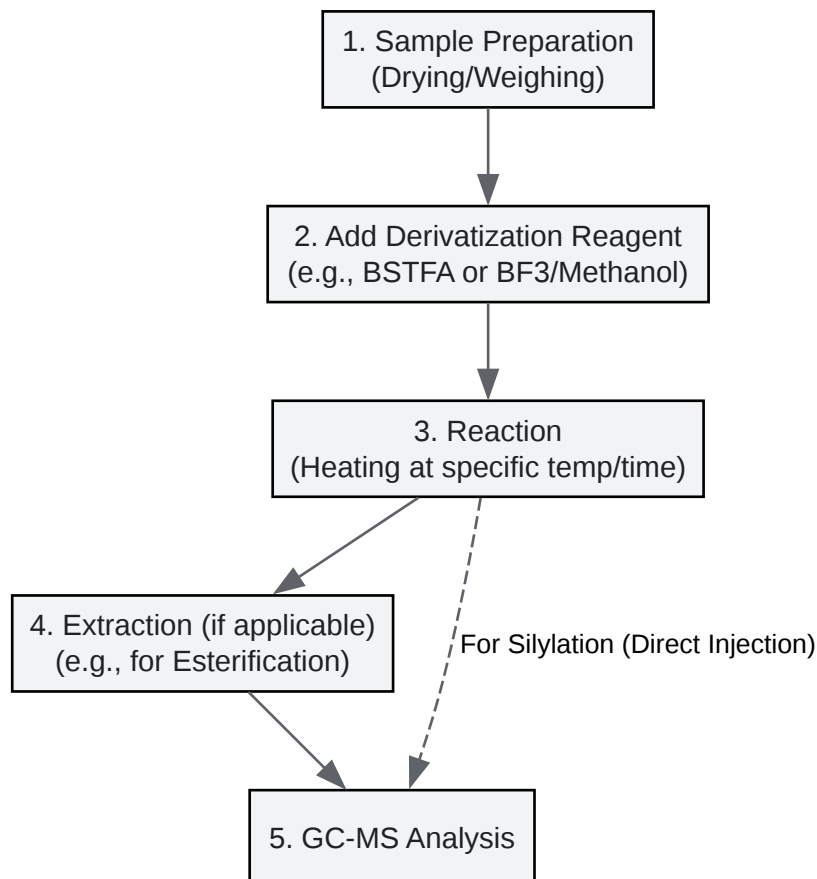 1. Sample Preparation
(Drying/Weighing)
2. Add Derivatization Reagent
(e.g., BSTFA or BF3/Methanol)
3. Reaction
(Heating at specific temp/time)
4. Extraction (if applicable)
(e.g., for Esterification)
For Silylation (Direct Injection)
5. GC-MS Analysis